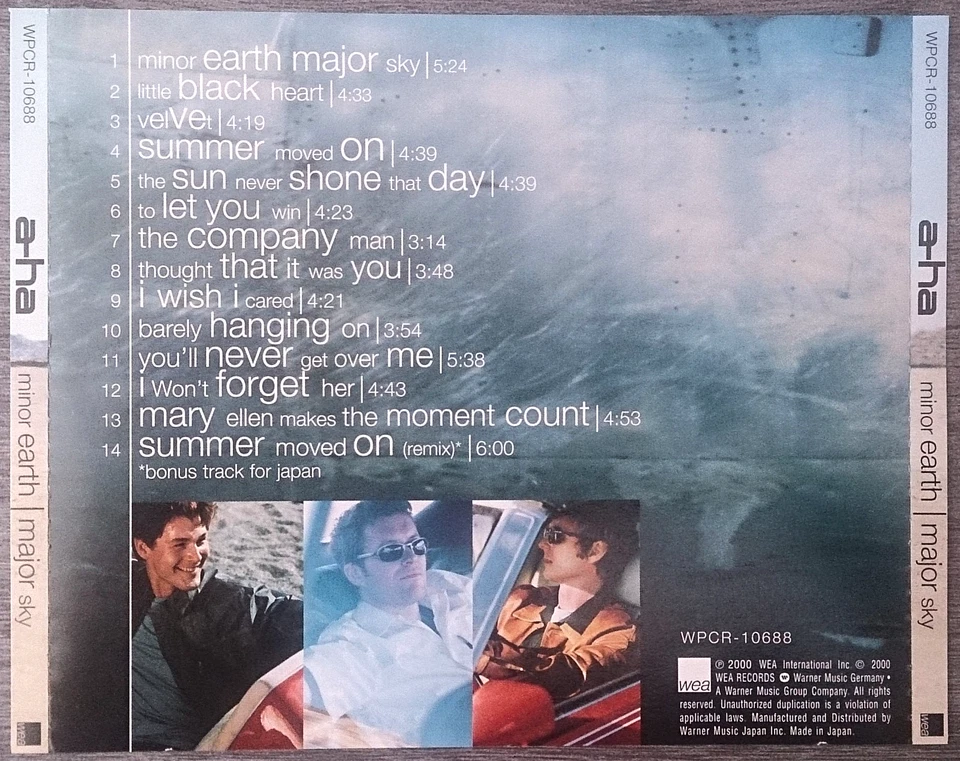 WPCR-10688
a-ha
minor earth | major sky
wea
1 minor earth major sky | 5:24
2 little black heart | 4:33
3 velVet | 4:19
4 summer moved on | 4:39
5 the sun never shone that day | 4:39
6 to let you win | 4:23
7 the company man | 3:14
8 thought that it was you | 3:48
9 i wish i cared | 4:21
10 barely hanging on | 3:54
11 you'll never get over me | 5:38
12 i Won't forget her | 4:43
13 mary ellen makes the moment count | 4:53
14 summer moved on (remix)* | 6:00
*bonus track for japan
WPCR-10688
wea
℗ 2000 WEA International Inc. © 2000
WEA RECORDS Warner Music Germany •
A Warner Music Group Company. All rights
reserved. Unauthorized duplication is a violation of
applicable laws. Manufactured and Distributed by
Warner Music Japan Inc. Made in Japan.
WPCR-10688
a-ha
minor earth | major sky
wea